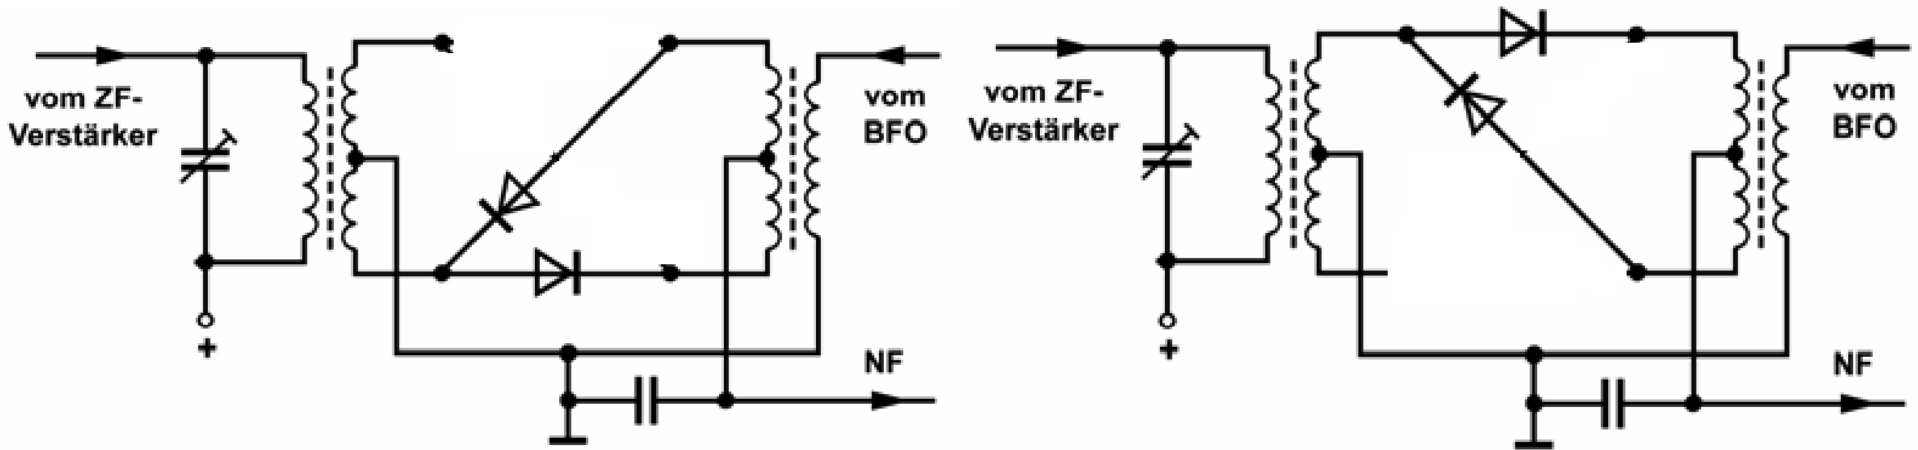 vom ZF-
Verstärker
+
vom
BFO
NF
vom ZF-
Verstärker
+
vom
BFO
NF